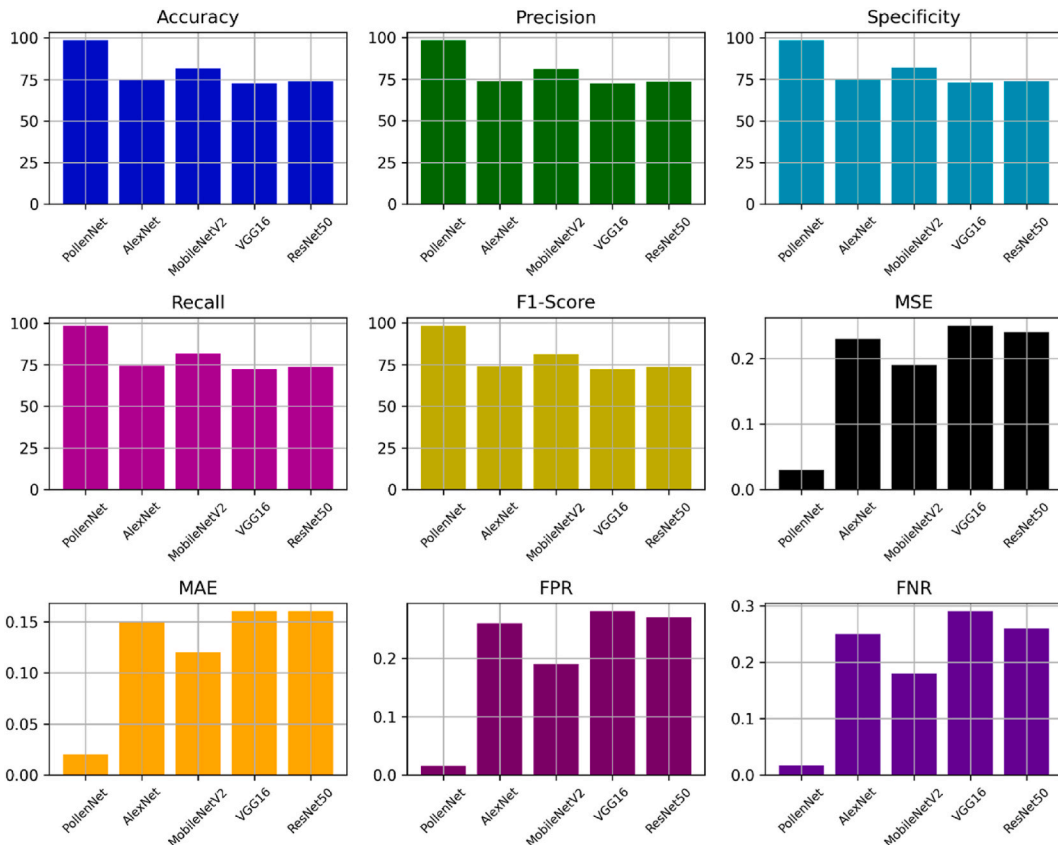 Accuracy
Precision
Specificity
100
75
50
25
0
PollenNet
AlexNet
MobileNetV2
VGG16
ResNet50
100
75
50
25
0
PollenNet
AlexNet
MobileNetV2
VGG16
ResNet50
100
75
50
25
0
PollenNet
AlexNet
MobileNetV2
VGG16
ResNet50
Recall
F1-Score
MSE
100
75
50
25
0
PollenNet
AlexNet
MobileNetV2
VGG16
ResNet50
100
75
50
25
0
PollenNet
AlexNet
MobileNetV2
VGG16
ResNet50
0.2
0.1
0.0
PollenNet
AlexNet
MobileNetV2
VGG16
ResNet50
MAE
FPR
FNR
0.15
0.10
0.05
0.00
PollenNet
AlexNet
MobileNetV2
VGG16
ResNet50
0.2
0.1
0.0
PollenNet
AlexNet
MobileNetV2
VGG16
ResNet50
0.3
0.2
0.1
0.0
PollenNet
AlexNet
MobileNetV2
VGG16
ResNet50